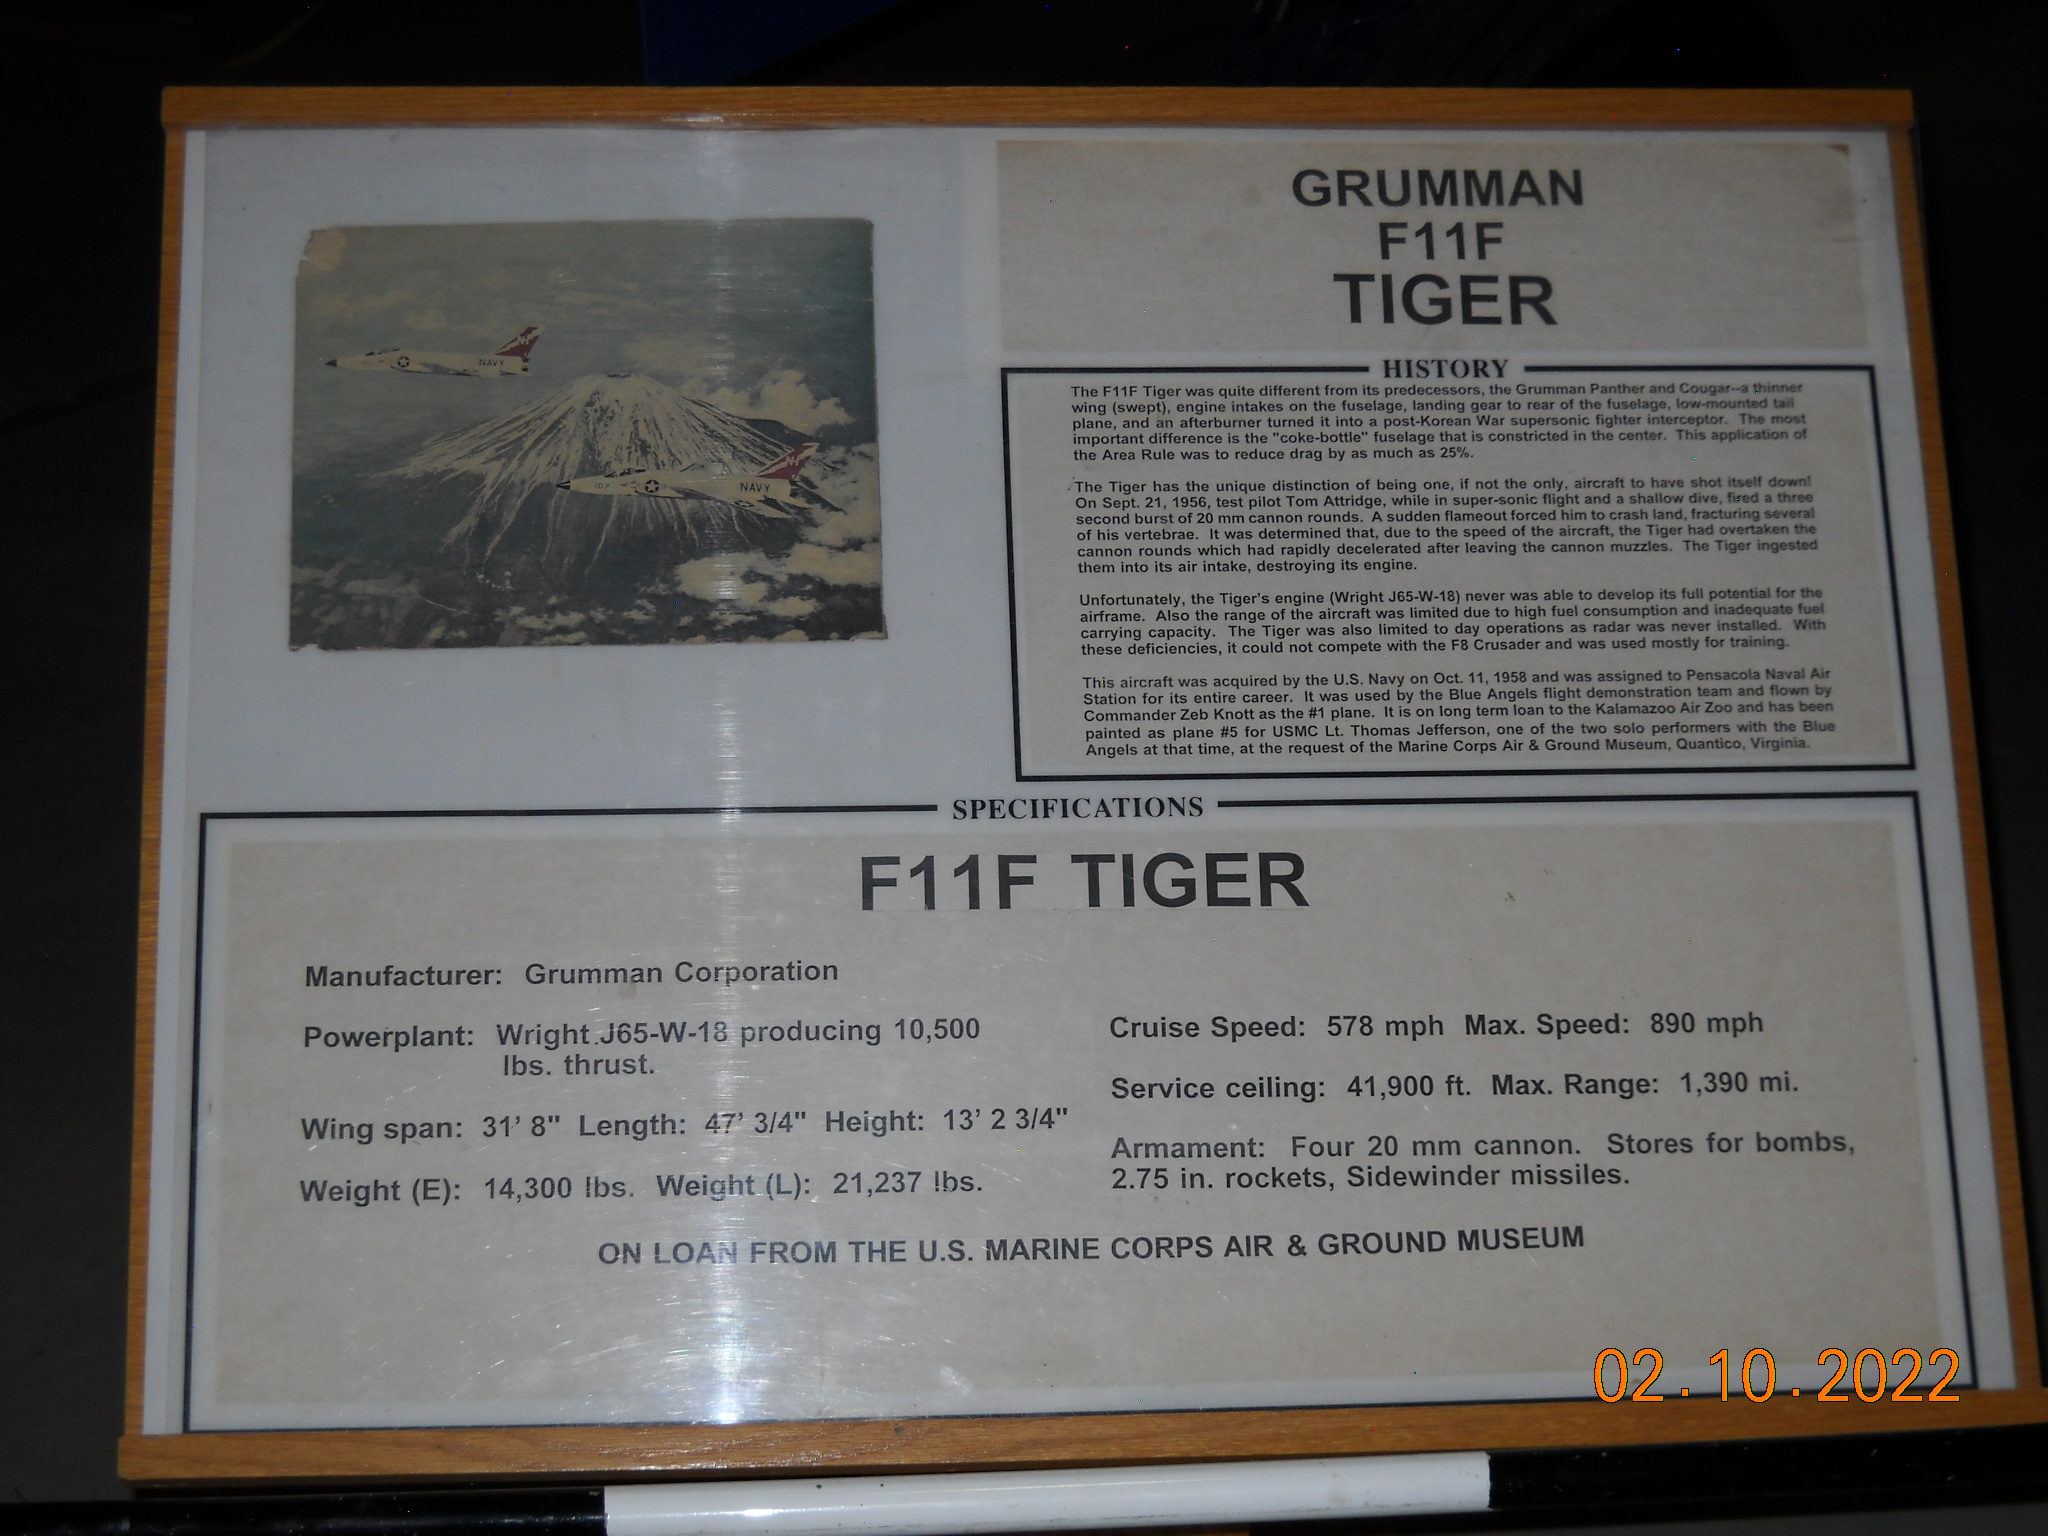 GRUMMAN
F11F
TIGER
HISTORY
The F11F Tiger was quite different from its predecessors, the Grumman Panther and Cougar--a thinner
wing (swept), engine intakes on the fuselage, landing gear to rear of the fuselage, low-mounted tail
plane, and an afterburner turned it into a post-Korean War supersonic fighter interceptor. The most
important difference is the "coke-bottle" fuselage that is constricted in the center. This application of
the Area Rule was to reduce drag by as much as 25%.
The Tiger has the unique distinction of being one, if not the only, aircraft to have shot itself down!
On Sept. 21, 1956, test pilot Tom Attridge, while in super-sonic flight and a shallow dive, fired a three
second burst of 20 mm cannon rounds. A sudden flameout forced him to crash land, fracturing several
of his vertebrae. It was determined that, due to the speed of the aircraft, the Tiger had overtaken the
cannon rounds which had rapidly decelerated after leaving the cannon muzzles. The Tiger ingested
them into its air intake, destroying its engine.
Unfortunately, the Tiger's engine (Wright J65-W-18) never was able to develop its full potential for the
airframe. Also the range of the aircraft was limited due to high fuel consumption and inadequate fuel
carrying capacity. The Tiger was also limited to day operations as radar was never installed. With
these deficiencies, it could not compete with the F8 Crusader and was used mostly for training.
This aircraft was acquired by the U.S. Navy on Oct. 11, 1958 and was assigned to Pensacola Naval Air
Station for its entire career. It was used by the Blue Angels flight demonstration team and flown by
Commander Zeb Knott as the #1 plane. It is on long term loan to the Kalamazoo Air Zoo and has been
painted as plane #5 for USMC Lt. Thomas Jefferson, one of the two solo performers with the Blue
Angels at that time, at the request of the Marine Corps Air & Ground Museum, Quantico, Virginia.
NAVY
NAVY
SPECIFICATIONS
F11F TIGER
Manufacturer: Grumman Corporation
Powerplant: Wright J65-W-18 producing 10,500
lbs. thrust.
Wing span: 31' 8" Length: 47' 3/4" Height: 13' 2 3/4"
Weight (E): 14,300 lbs. Weight (L): 21,237 lbs.
Cruise Speed: 578 mph Max. Speed: 890 mph
Service ceiling: 41,900 ft. Max. Range: 1,390 mi.
Armament: Four 20 mm cannon. Stores for bombs,
2.75 in. rockets, Sidewinder missiles.
ON LOAN FROM THE U.S. MARINE CORPS AIR & GROUND MUSEUM
02.10.2022